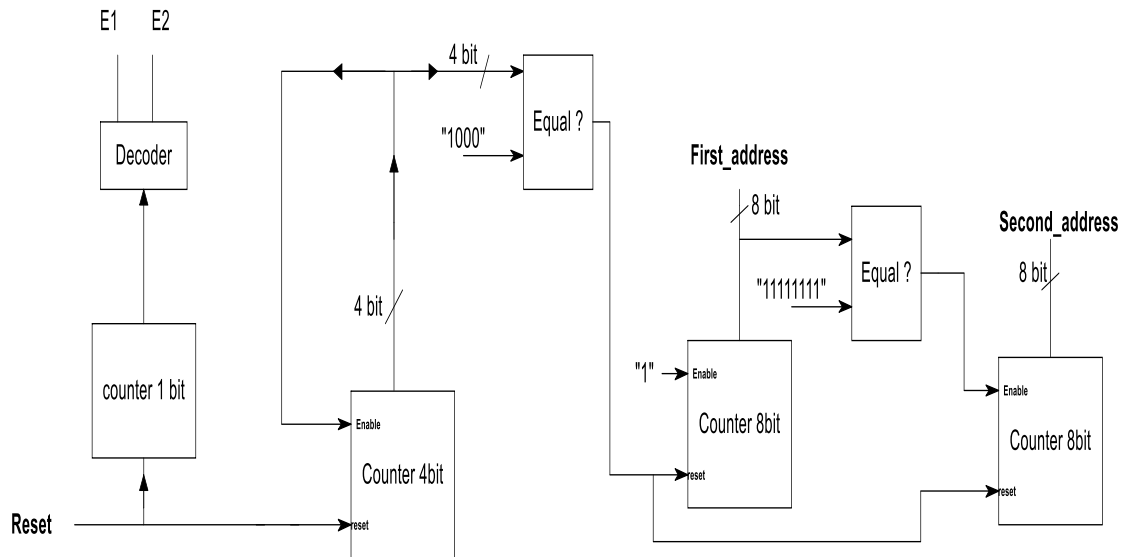 E1 E2
Decoder
counter 1 bit
Reset
4 bit
"1000"
Equal ?
4 bit
Enable
Counter 4bit
reset
First_address
8 bit
"11111111"
Equal ?
"1"
Enable
Counter 8bit
reset
Second_address
8 bit
Enable
Counter 8bit
reset